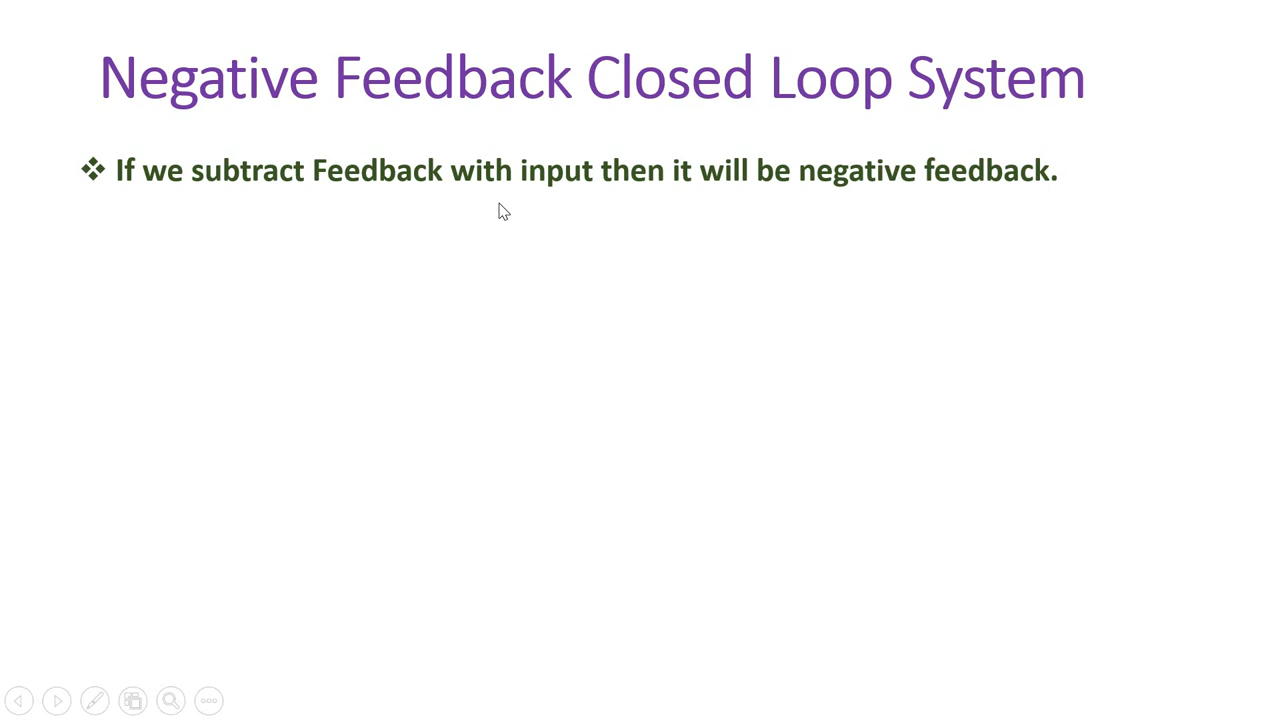 Negative Feedback Closed Loop System
❖ If we subtract Feedback with input then it will be negative feedback.